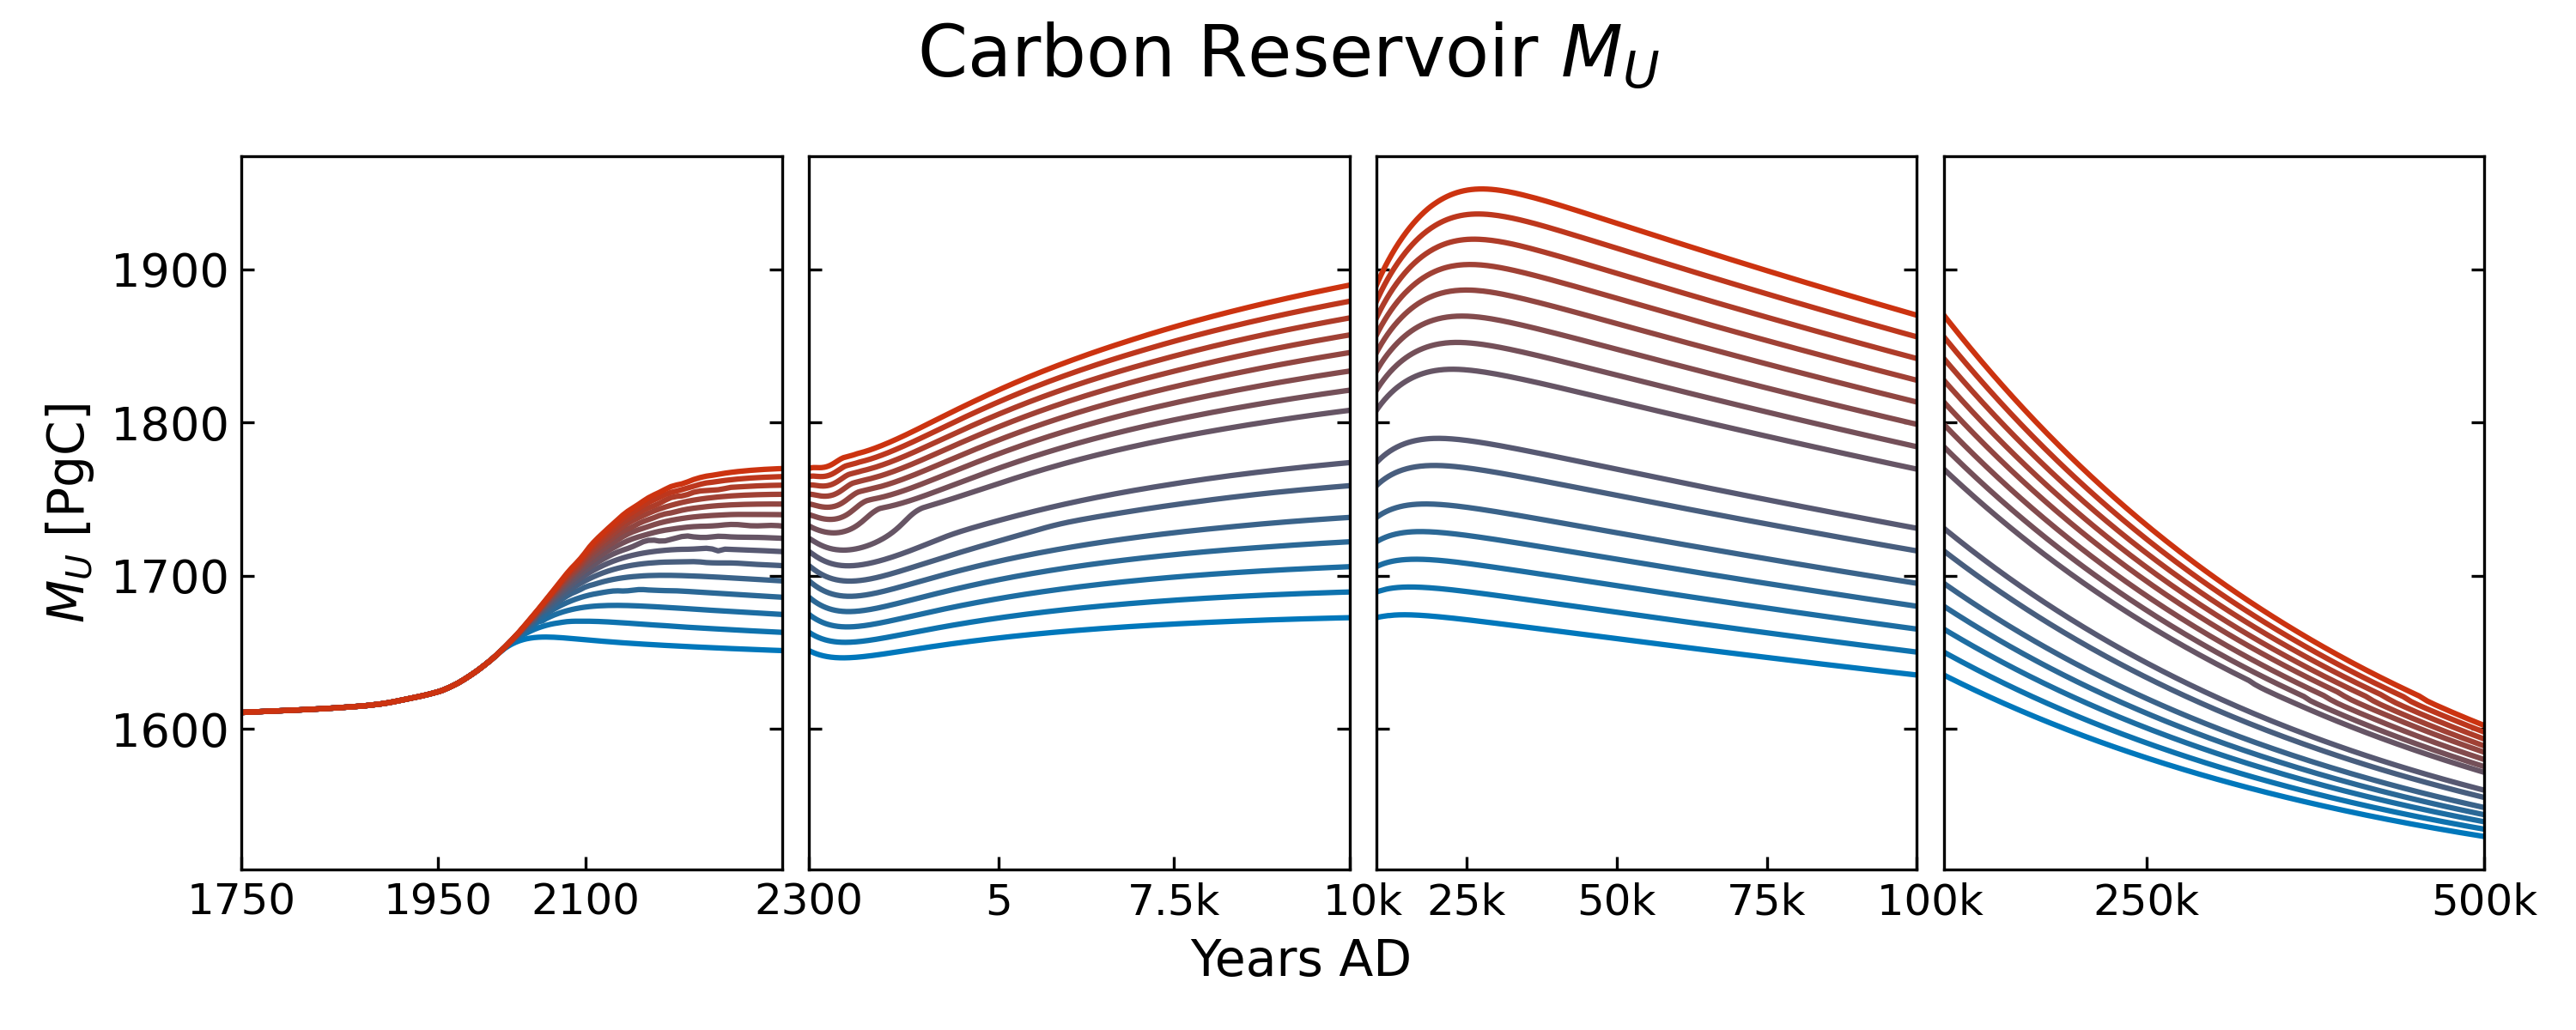 Carbon Reservoir M_U
M_U [PgC]
1900
1800
1700
1600
1750 1950 2100 2300 5 7.5k 10k 25k 50k 75k 100k 250k 500k
Years AD